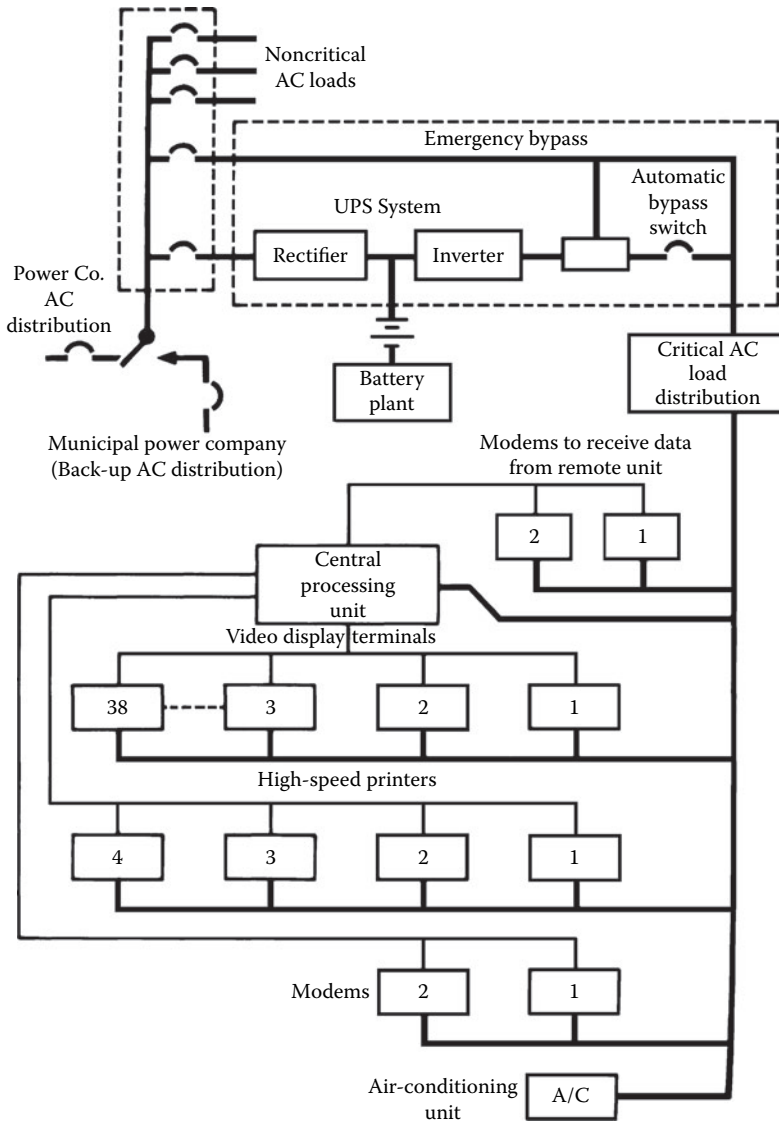 Noncritical
AC loads
Emergency bypass
Automatic
bypass
switch
UPS System
Rectifier
Inverter
Power Co.
AC
distribution
Battery
plant
Critical AC
load
distribution
Municipal power company
(Back-up AC distribution)
Modems to receive data
from remote unit
2
1
Central
processing
unit
Video display terminals
38
3
2
1
High-speed printers
4
3
2
1
Modems
2
1
Air-conditioning
unit
A/C